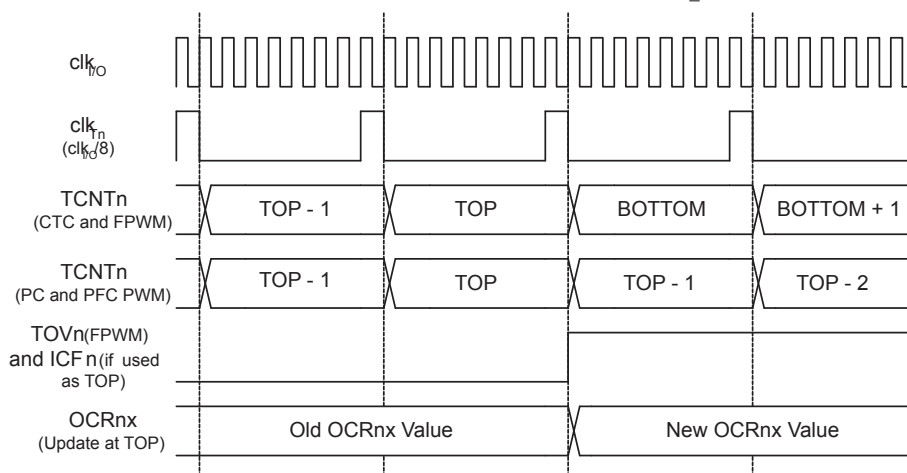 clkI/O
clkTn
(clkI/O/8)
TCNTn
(CTC and FPWM)
TOP - 1 TOP BOTTOM BOTTOM + 1
TCNTn
(PC and PFC PWM)
TOP - 1 TOP TOP - 1 TOP - 2
TOVn(FPWM)
and ICFn(if used
as TOP)
OCRnx
(Update at TOP)
Old OCRnx Value New OCRnx Value